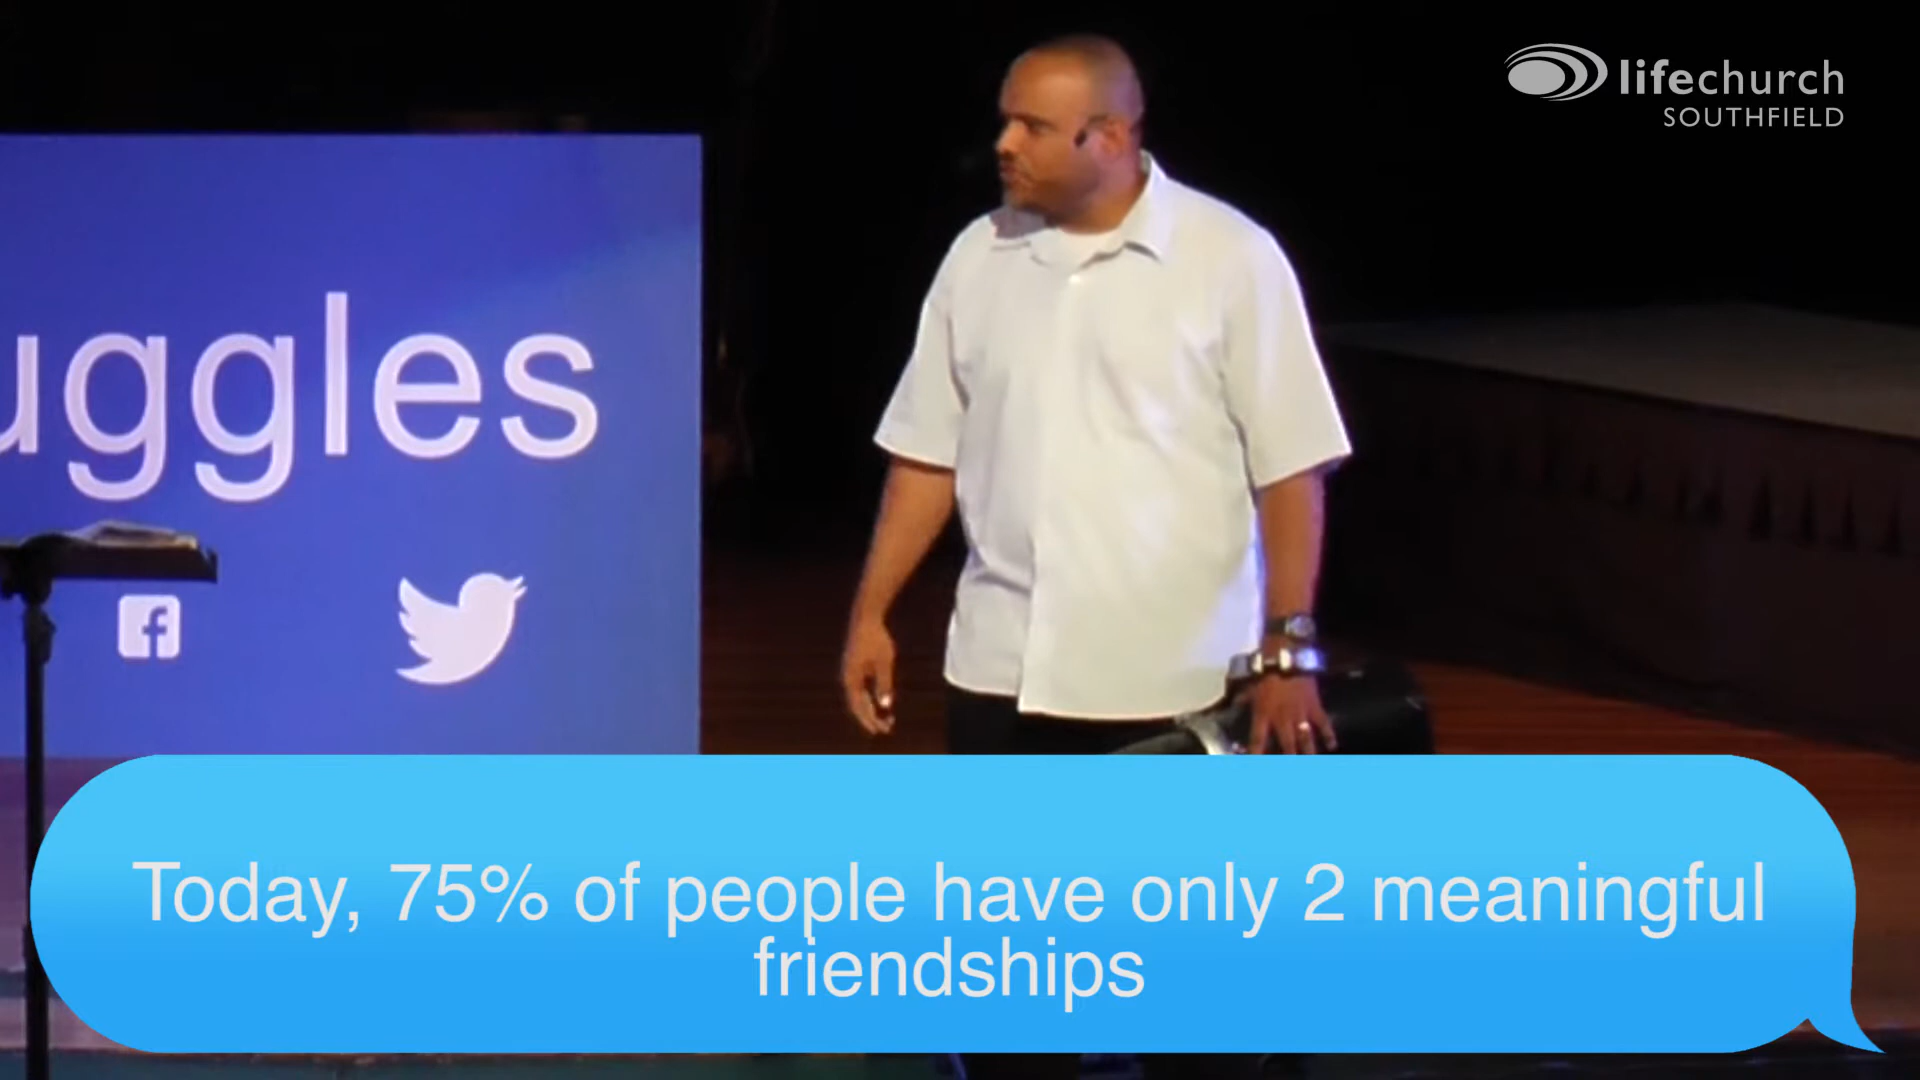 lifechurch
SOUTHFIELD
uggles
Today, 75% of people have only 2 meaningful
friendships